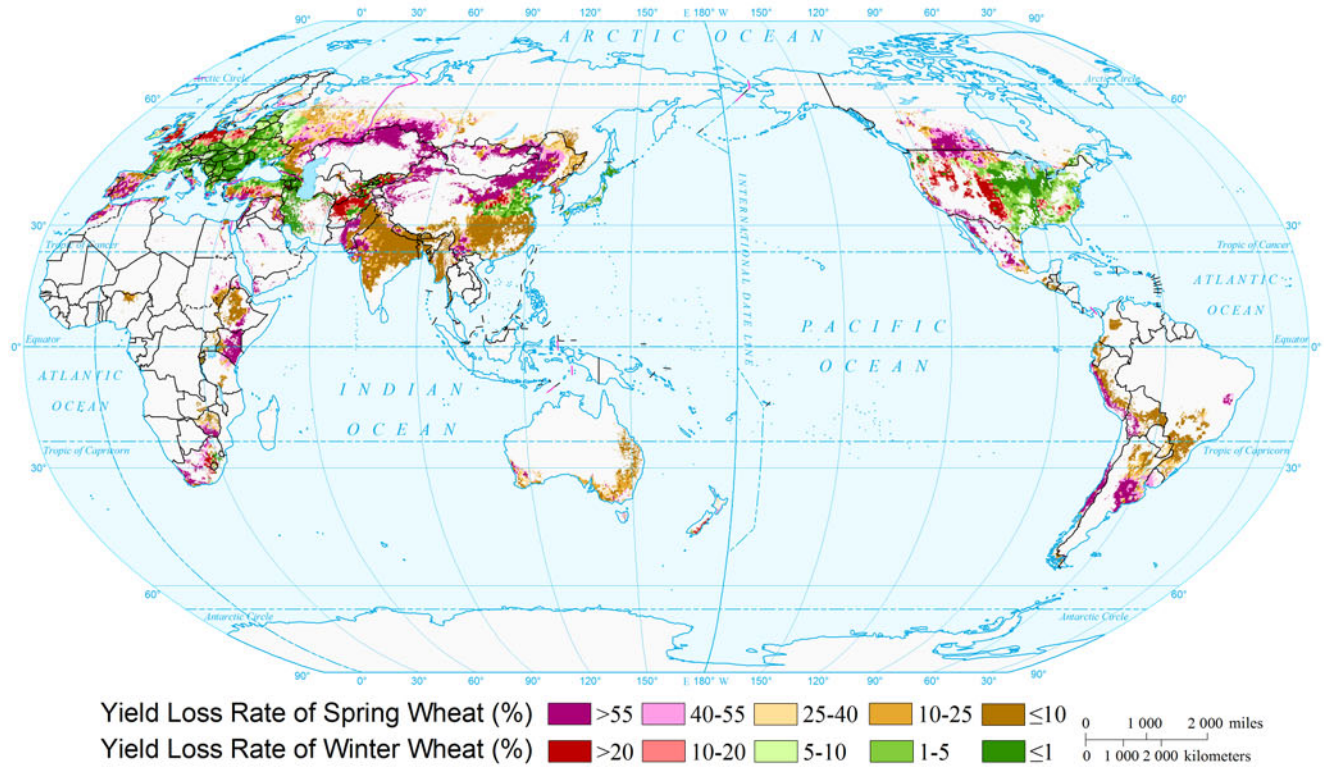 90° 0° 30° 60° 90° 120° 150° E 180° W 150° 120° 90° 60° 30° 0° 90°
ARCTIC OCEAN
Arctic Circle
Arctic Circle
60°
60°
30°
30°
Tropic of Cancer
Tropic of Cancer
INTERNATIONAL DATE LINE
ATLANTIC
OCEAN
PACIFIC
OCEAN
Equator
Equator
0°
0°
ATLANTIC
OCEAN
INDIAN
OCEAN
Tropic of Capricorn
Tropic of Capricorn
30°
30°
60°
60°
Antarctic Circle
Antarctic Circle
90° 0° 30° 60° 90° 120° 150° E 180° W 150° 120° 90° 60° 30° 0° 90°
Yield Loss Rate of Spring Wheat (%) >55 40-55 25-40 10-25 ≤10
Yield Loss Rate of Winter Wheat (%) >20 10-20 5-10 1-5 ≤1
0 1 000 2 000 miles
0 1 000 2 000 kilometers